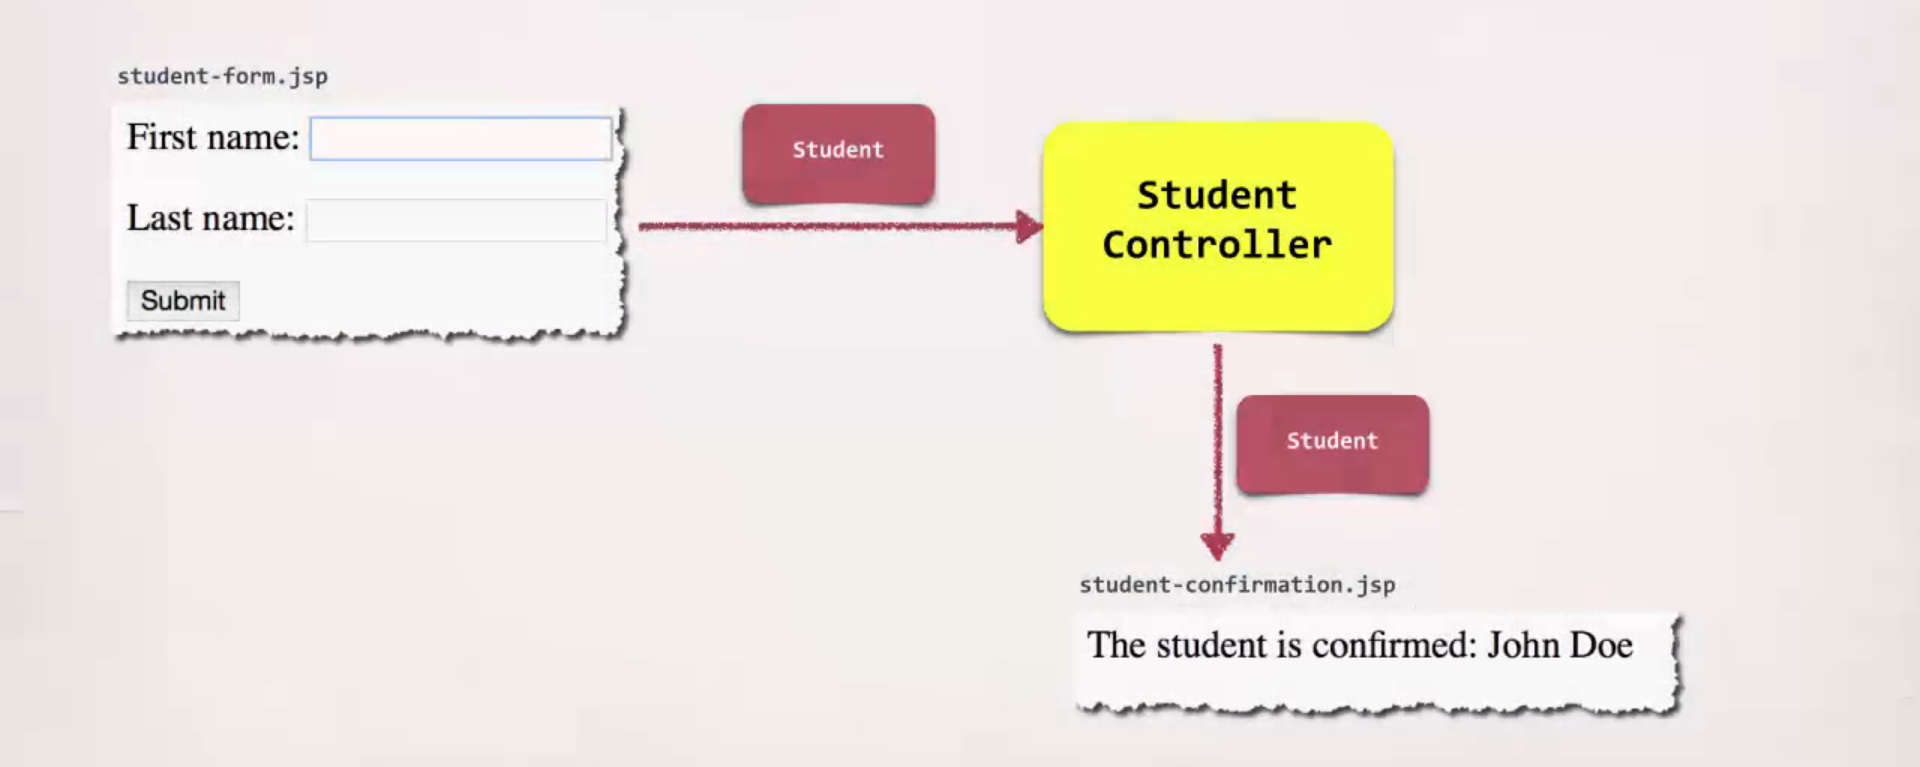 student-form.jsp
First name:
Last name:
Submit
Student
Student
Controller
Student
student-confirmation.jsp
The student is confirmed: John Doe